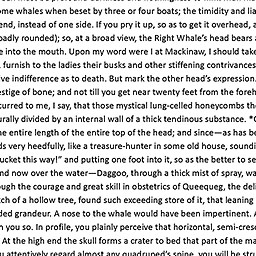 ome whales when beset by three or four boats; the timidity and lia
end, instead of one side. If you pry it up, so as to get it overhead, a
oadly rounded); so, at a broad view, the Right Whale's head bears a
e into the mouth. Upon my word were I at Mackinaw, I should take
, furnish to the ladies their busks and other stiffening contrivances
ve indifference as to death. But mark the other head's expression.
estige of bone; and not till you get near twenty feet from the foreh
curred to me, I say, that those mystical lung-celled honeycombs th
urally divided by an internal wall of a thick tendinous substance. *Q
he entire length of the entire top of the head; and since—as has be
ds very heedfully, like a treasure-hunter in some old house, soundi
ucket this way!" and putting one foot into it, so as the better to se
nd now over the water—Daggoo, through a thick mist of spray, wa
ough the courage and great skill in obstetrics of Queequeg, the deli
tch of a hollow tree, found such exceeding store of it, that leaning
ded grandeur. A nose to the whale would have been impertinent. A
n you so. In profile, you plainly perceive that horizontal, semi-cresc
. At the high end the skull forms a crater to bed that part of the ma
u attentively regard almost any quadruped's spine, you will be stru